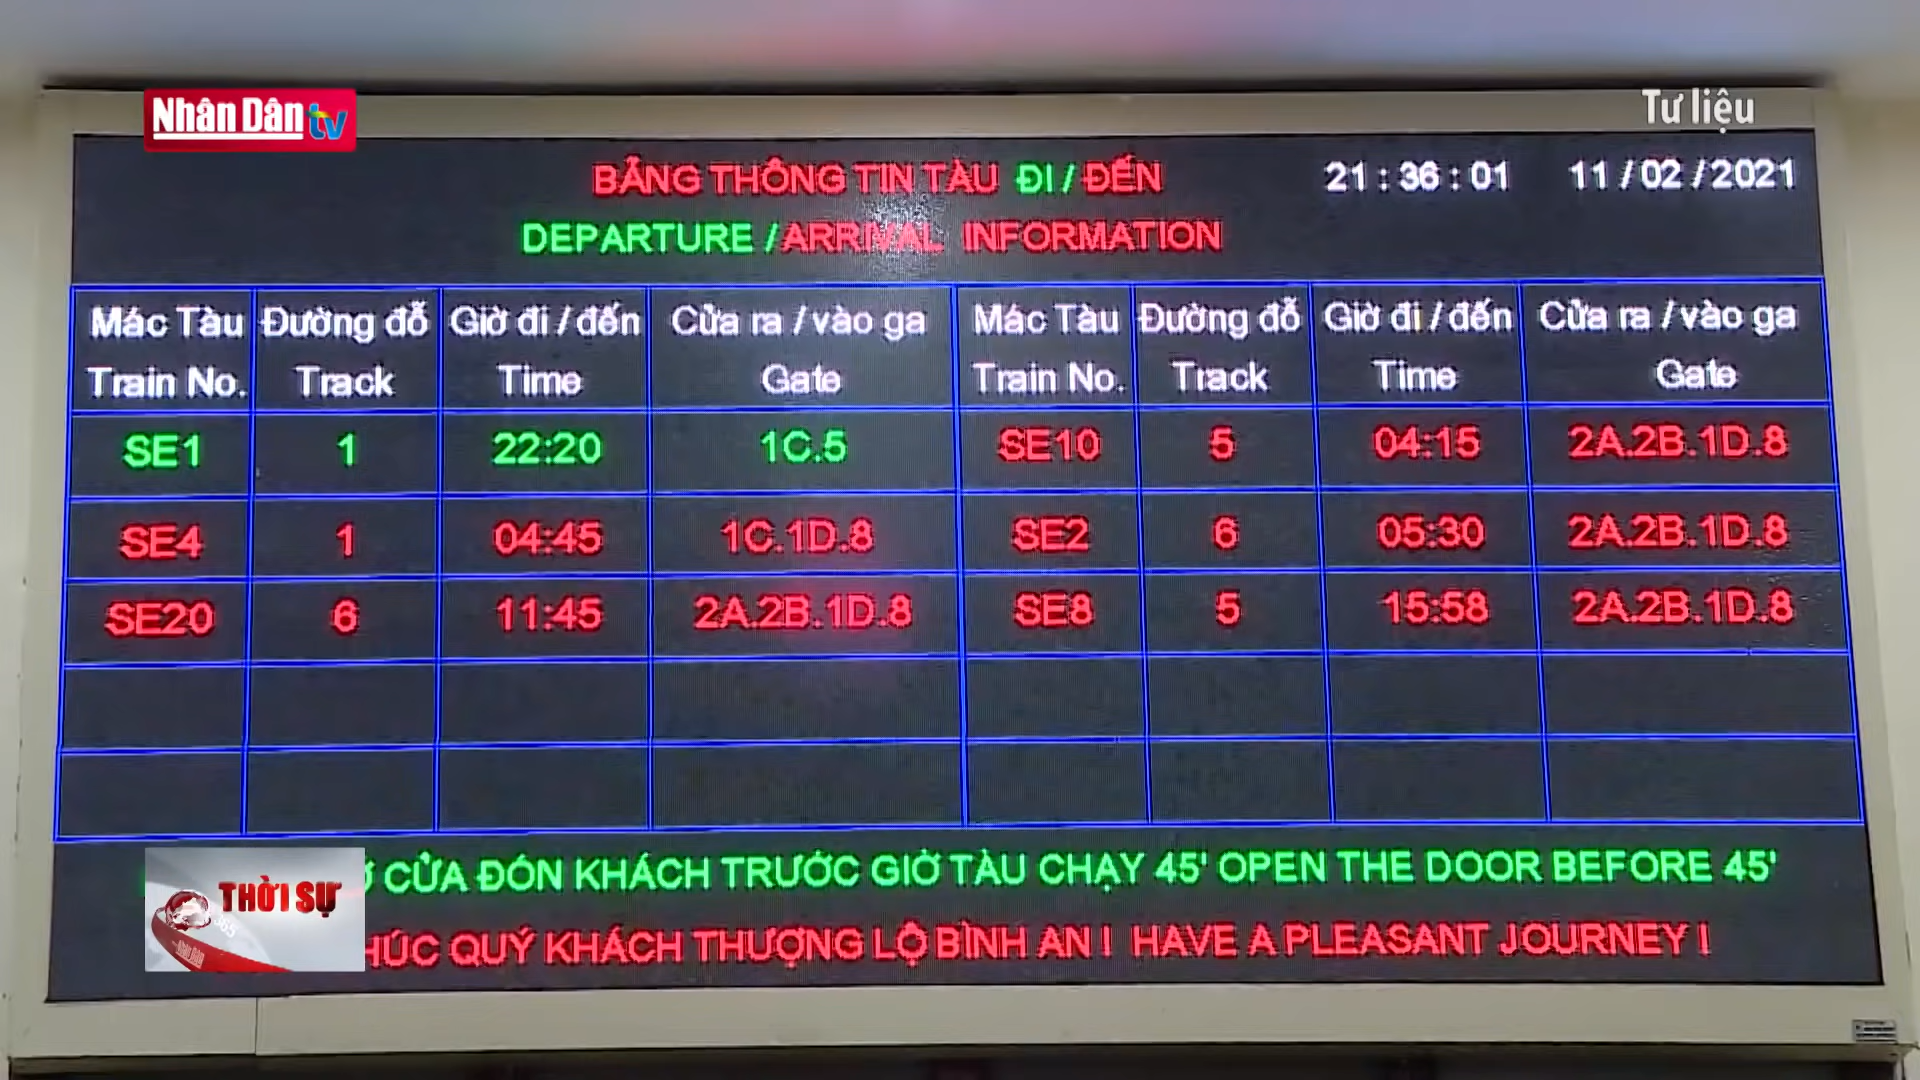 Nhân Dân tv
Tư liệu
BẢNG THÔNG TIN TÀU ĐI / ĐẾN
21 : 36 : 01 11 / 02 / 2021
DEPARTURE / ARRIVAL INFORMATION
Mác Tàu Đường đỗ Giờ đi / đến Cửa ra / vào ga Mác Tàu Đường đỗ Giờ đi / đến Cửa ra / vào ga
Train No. Track Time Gate Train No. Track Time Gate
SE1 1 22:20 1C.5 SE10 5 04:15 2A.2B.1D.8
SE4 1 04:45 1C.1D.8 SE2 6 05:30 2A.2B.1D.8
SE20 6 11:45 2A.2B.1D.8 SE8 5 15:58 2A.2B.1D.8
CỬA ĐÓN KHÁCH TRƯỚC GIỜ TÀU CHẠY 45' OPEN THE DOOR BEFORE 45'
HÚC QUÝ KHÁCH THƯỢNG LỘ BÌNH AN ! HAVE A PLEASANT JOURNEY !
THỜI SỰ
365
NHÂN DÂN